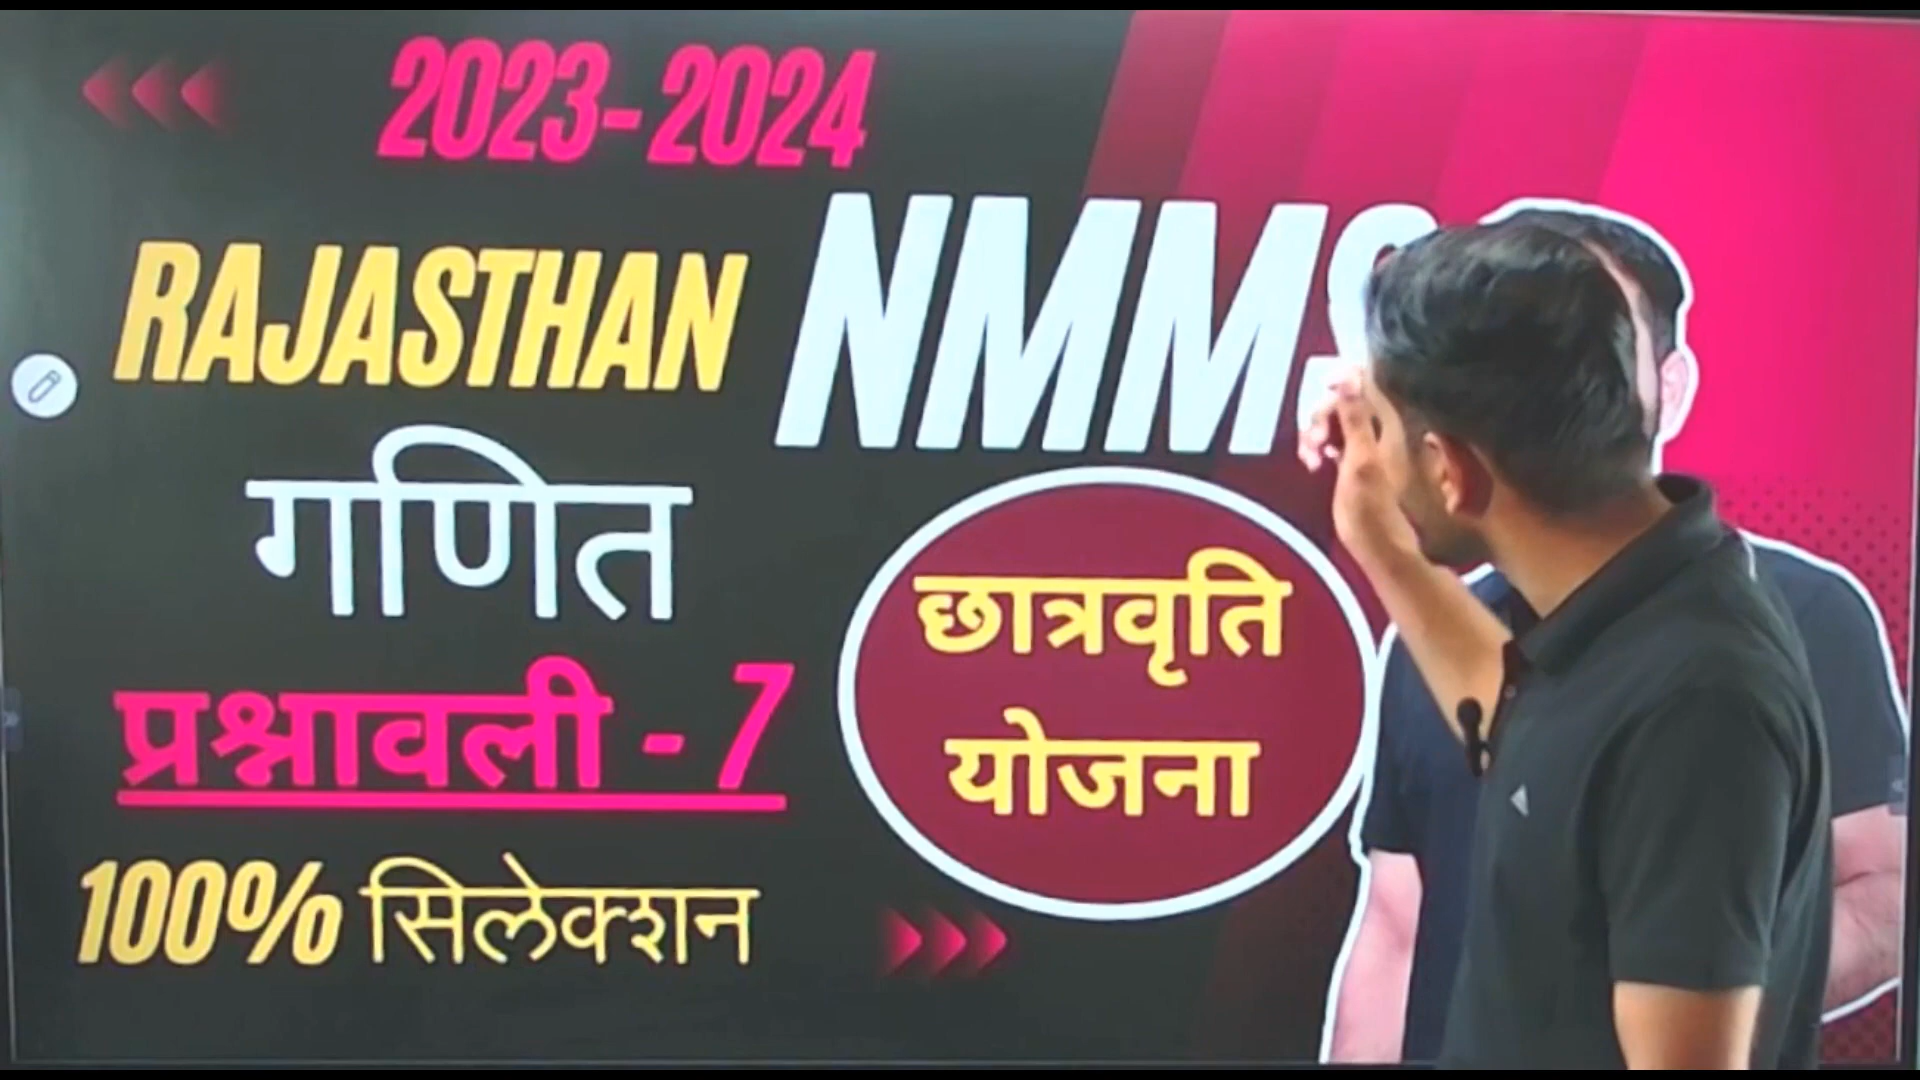 2023-2024
RAJASTHAN NMMS
गणित
छात्रवृति
योजना
प्रश्नावली - 7
100% सिलेक्शन